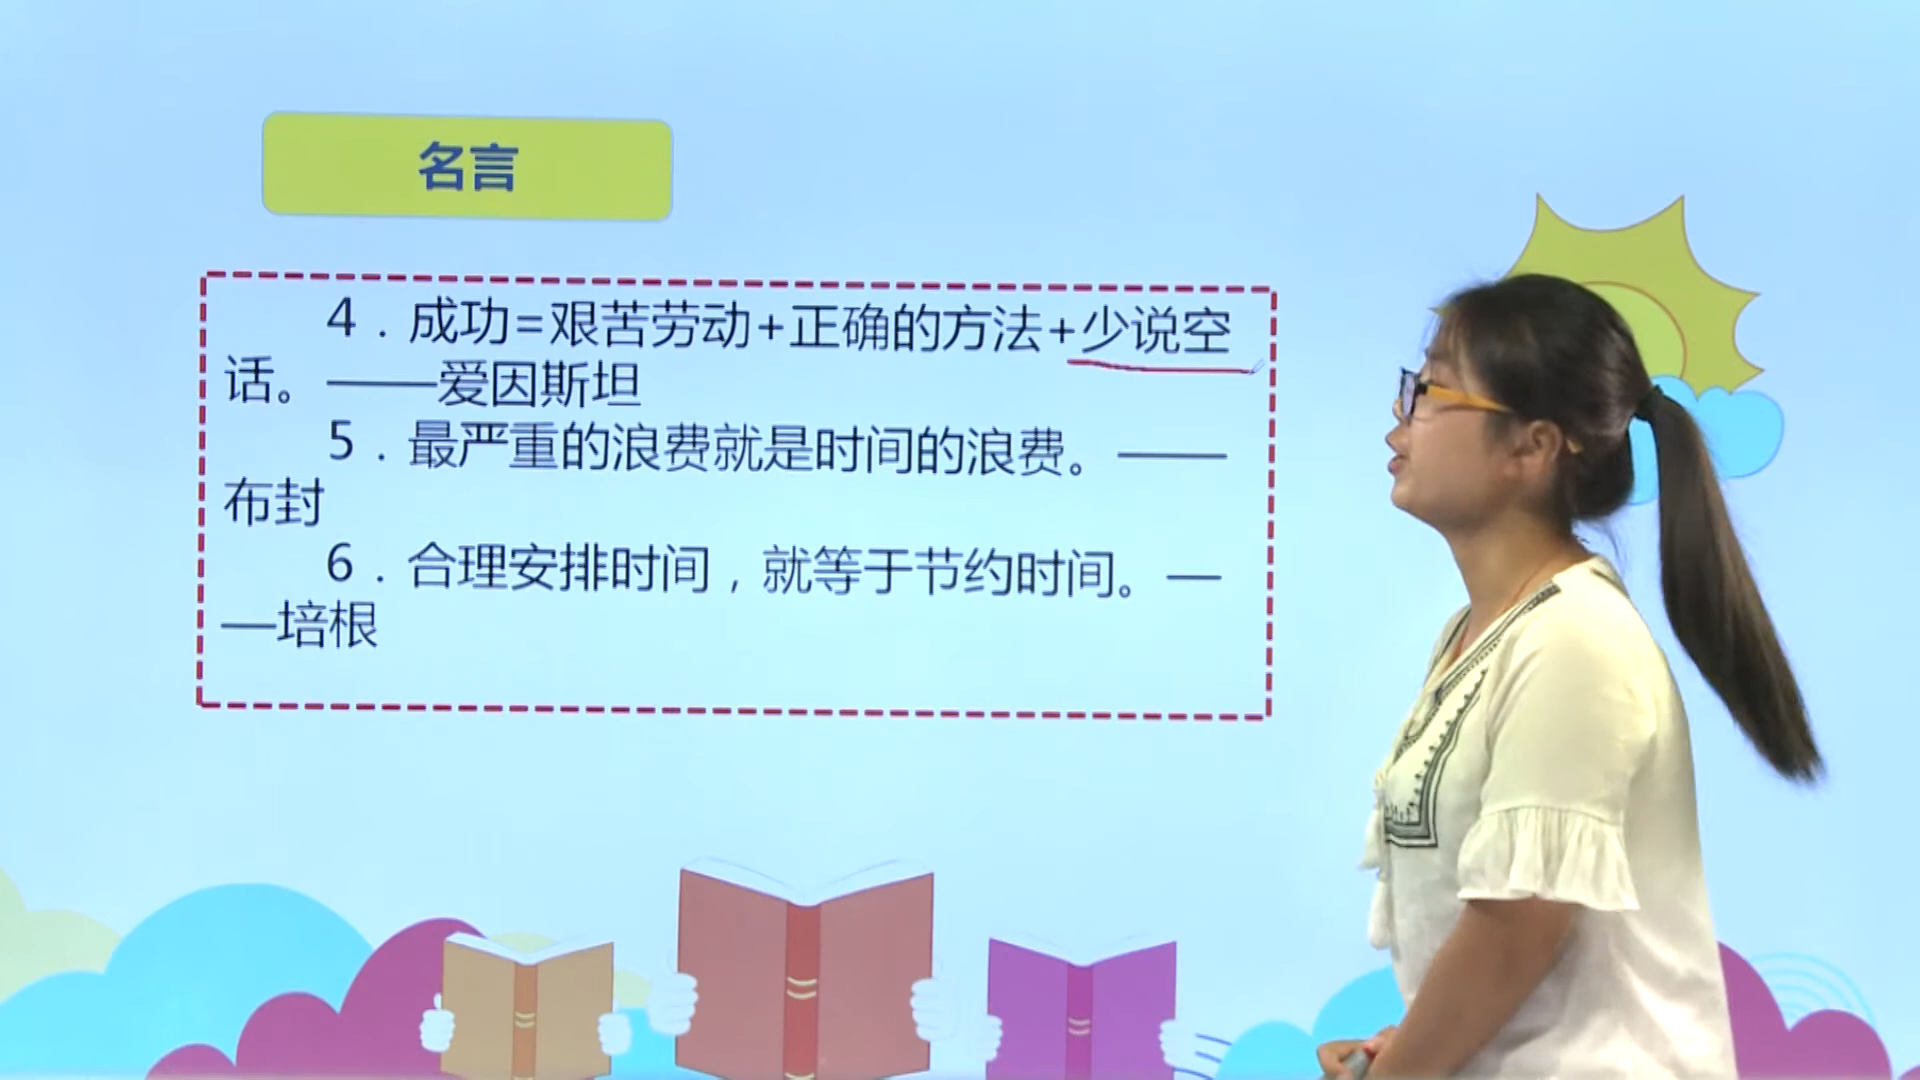 名言
4．成功=艰苦劳动+正确的方法+少说空
话。——爱因斯坦
5．最严重的浪费就是时间的浪费。——
布封
6．合理安排时间，就等于节约时间。—
—培根